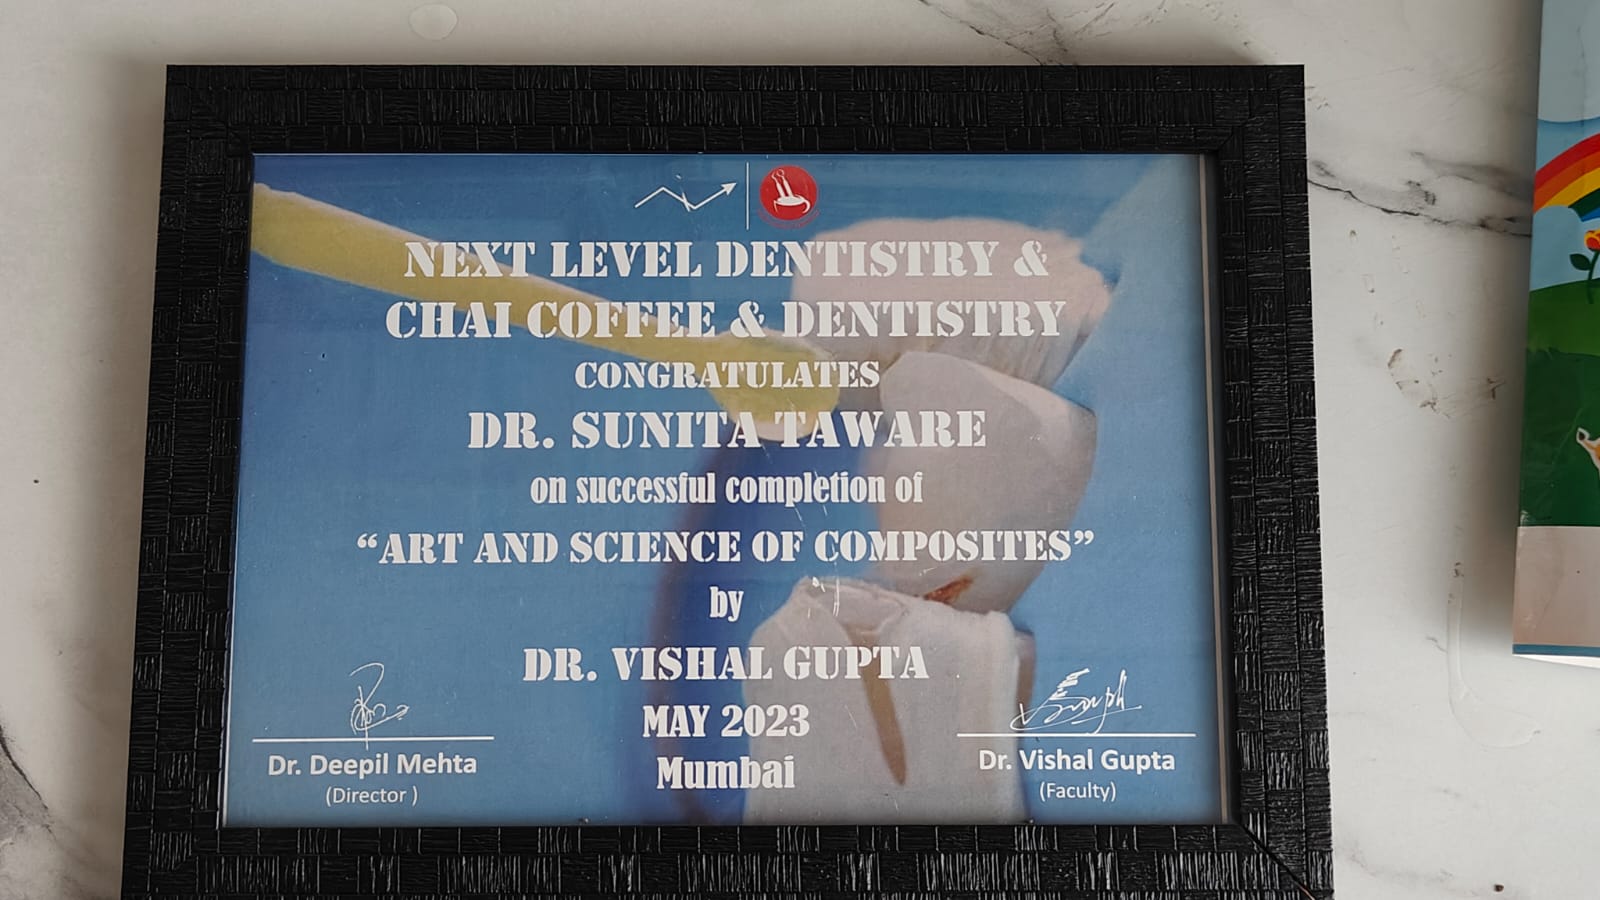 NEXT LEVEL DENTISTRY &
CHAI COFFEE & DENTISTRY
CONGRATULATES
DR. SUNITA TAWARE
on successful completion of
“ART AND SCIENCE OF COMPOSITES”
by
DR. VISHAL GUPTA
MAY 2023
Mumbai
Dr. Deepil Mehta
(Director )
Dr. Vishal Gupta
(Faculty)